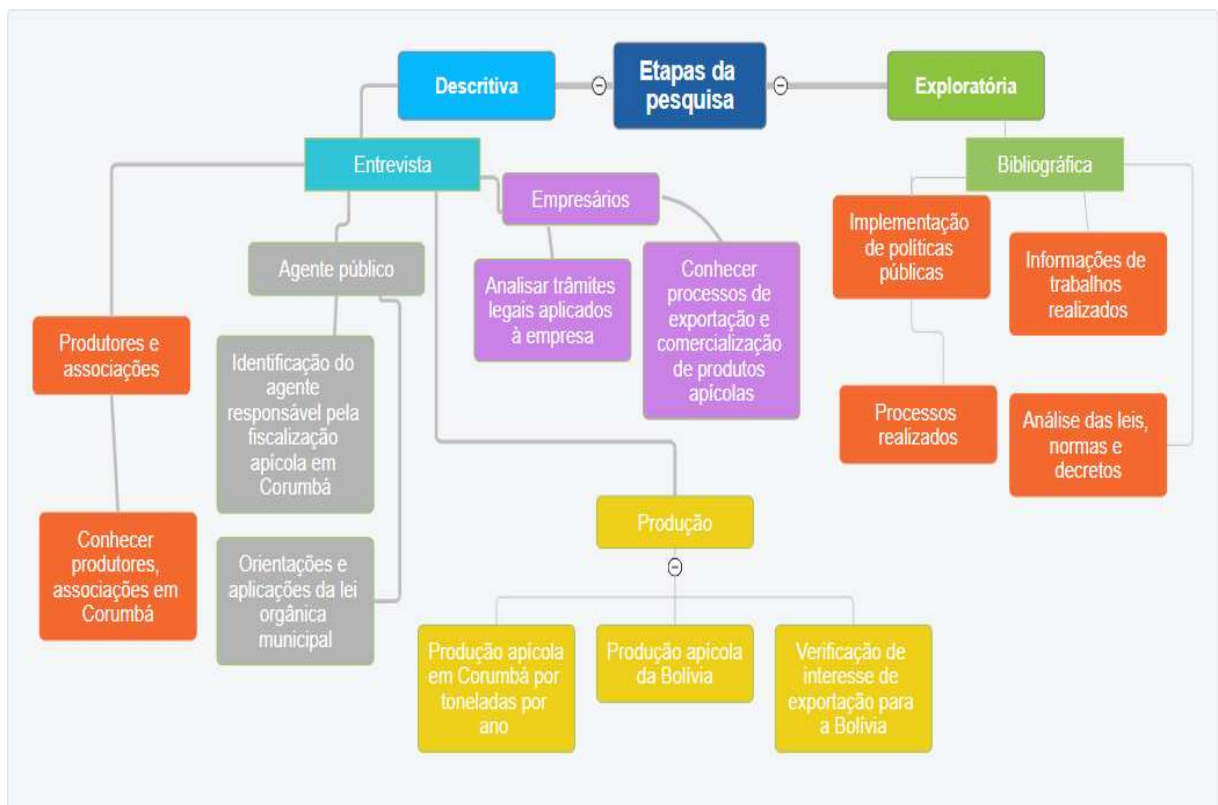 Etapas da
pesquisa
Descritiva
Exploratória
Entrevista
Bibliográfica
Empresários
Implementação
de políticas
públicas
Informações de
trabalhos
realizados
Agente público
Analisar trâmites
legais aplicados
à empresa
Conhecer
processos de
exportação e
comercialização
de produtos
apícolas
Produtores e
associações
Identificação do
agente
responsável pela
fiscalização
apícola em
Corumbá
Processos
realizados
Análise das leis,
normas e
decretos
Conhecer
produtores,
associações em
Corumbá
Orientações e
aplicações da lei
orgânica
municipal
Produção
Produção apícola
em Corumbá por
toneladas por
ano
Produção apicola
da Bolívia
Verificação de
interesse de
exportação para
a Bolívia